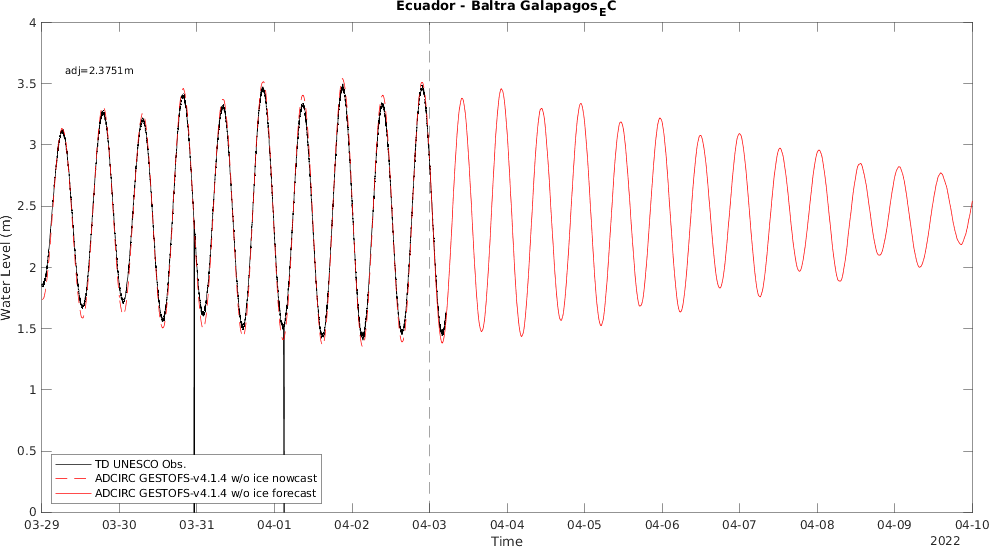 Ecuador - Baltra Galapagos_EC
adj=2.3751m
4
3.5
3
2.5
2
1.5
1
0.5
0
Water Level (m)
TD UNESCO Obs.
ADCIRC GESTOFS-v4.1.4 w/o ice nowcast
ADCIRC GESTOFS-v4.1.4 w/o ice forecast
03-29 03-30 03-31 04-01 04-02 04-03 04-04 04-05 04-06 04-07 04-08 04-09 04-10
Time
2022